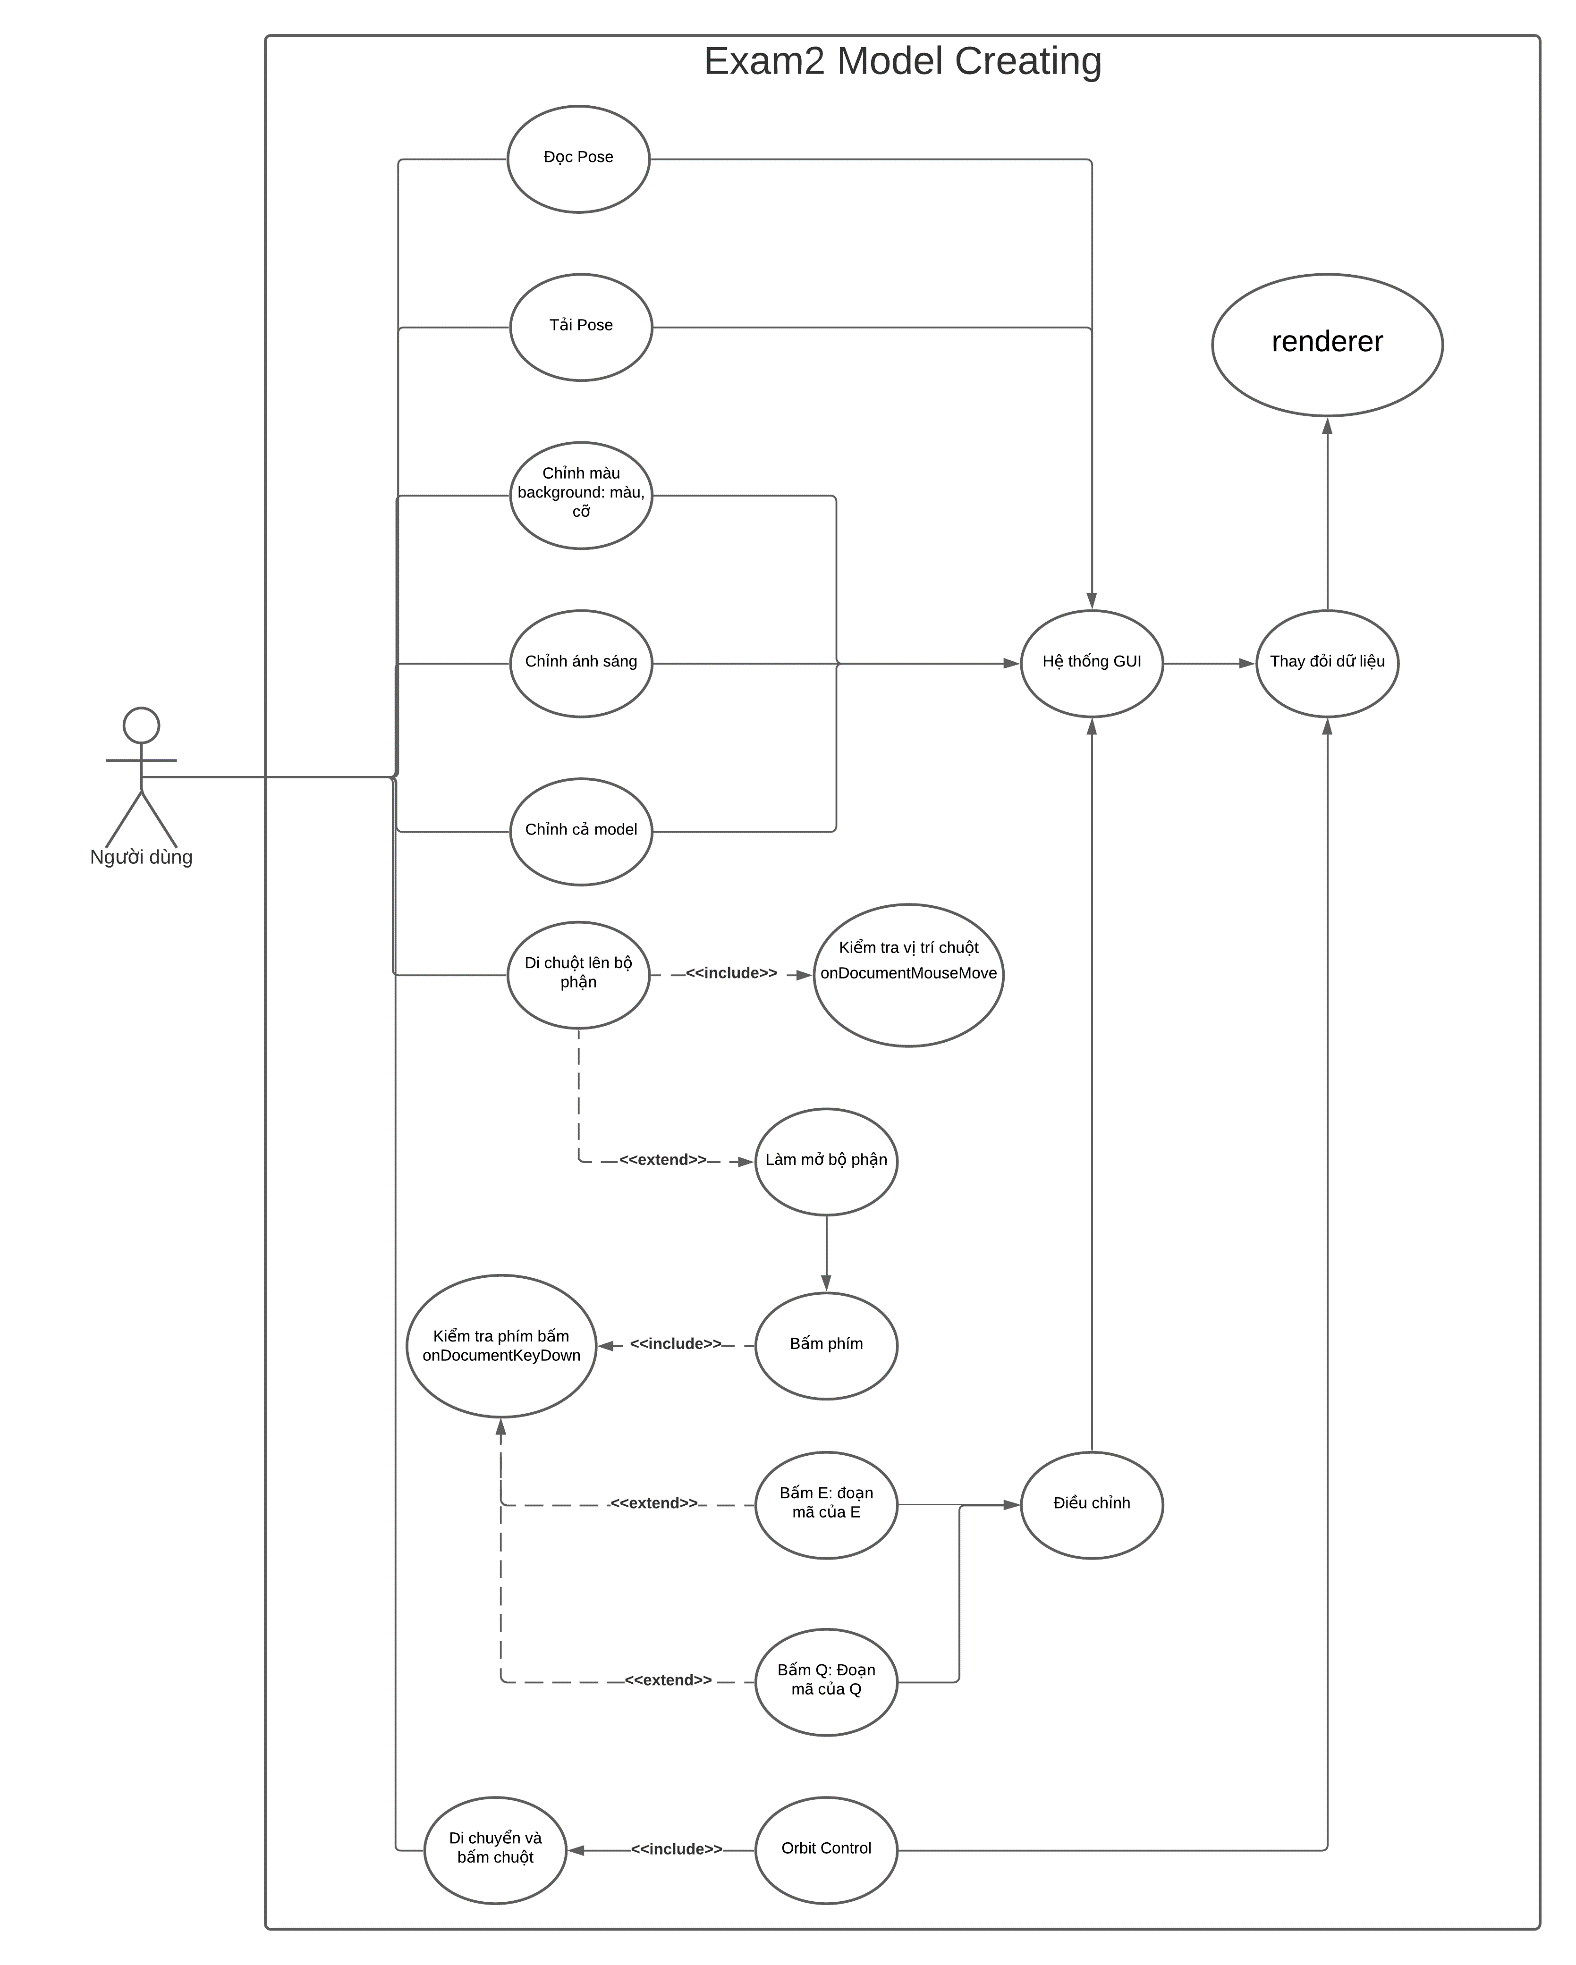 Exam2 Model Creating
Đọc Pose
Tải Pose
renderer
Chỉnh màu
background: màu,
cỡ
Chỉnh ánh sáng
Hệ thống GUI
Thay đỏi dữ liệu
Người dùng
Chỉnh cả model
Di chuột lên bộ
phận
<<include>>
Kiểm tra vị trí chuột
onDocumentMouseMove
<<extend>>
Làm mở bộ phận
Kiểm tra phím bấm
onDocumentKeyDown
<<include>>
Bấm phím
<<extend>>
Bấm E: đoạn
mã của E
Điều chỉnh
<<extend>>
Bấm Q: Đoạn
mã của Q
Di chuyển và
bấm chuột
<<include>>
Orbit Control